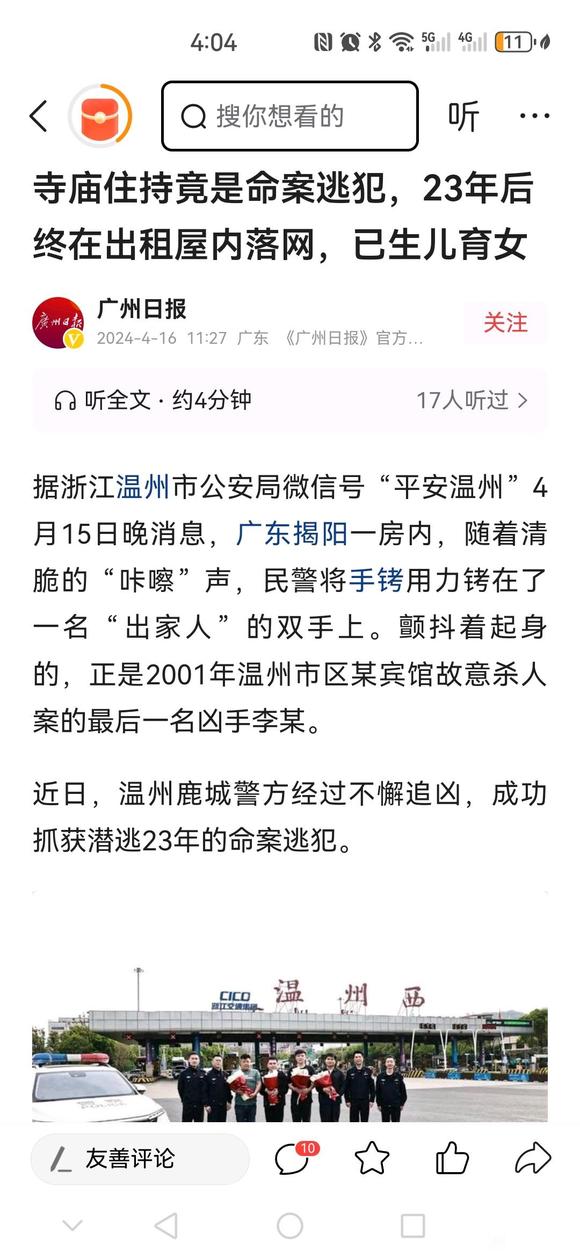 4:04
5G
4G
11
搜你想看的
听
寺庙住持竟是命案逃犯，23年后
终在出租屋内落网，已生儿育女
廣州日报
V
广州日报
2024-4-16 11:27 广东 《广州日报》官方…
关注
听全文·约4分钟
17人听过
据浙江温州市公安局微信号“平安温州”4
月15日晚消息，广东揭阳一房内，随着清
脆的“咔嚓”声，民警将手铐用力铐在了
一名“出家人”的双手上。颤抖着起身
的，正是2001年温州市区某宾馆故意杀人
案的最后一名凶手李某。
近日，温州鹿城警方经过不懈追凶，成功
抓获潜逃23年的命案逃犯。
CICO
浙江交通集团
温州西
友善评论
10